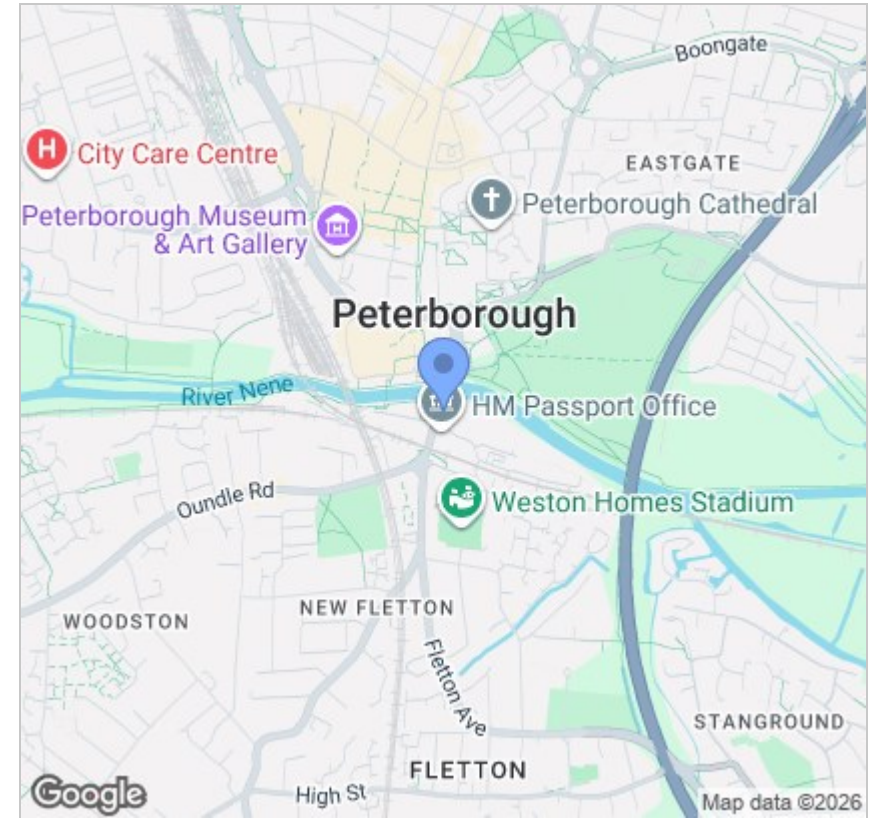 Boongate
H
City Care Centre
EASTGATE
Peterborough Cathedral
Peterborough Museum
& Art Gallery
Peterborough
River Nene
HM Passport Office
Oundle Rd
Weston Homes Stadium
WOODSTON
NEW FLETTON
Fletton Ave
STANGROUND
FLETTON
High St
Google
Map data ©2026